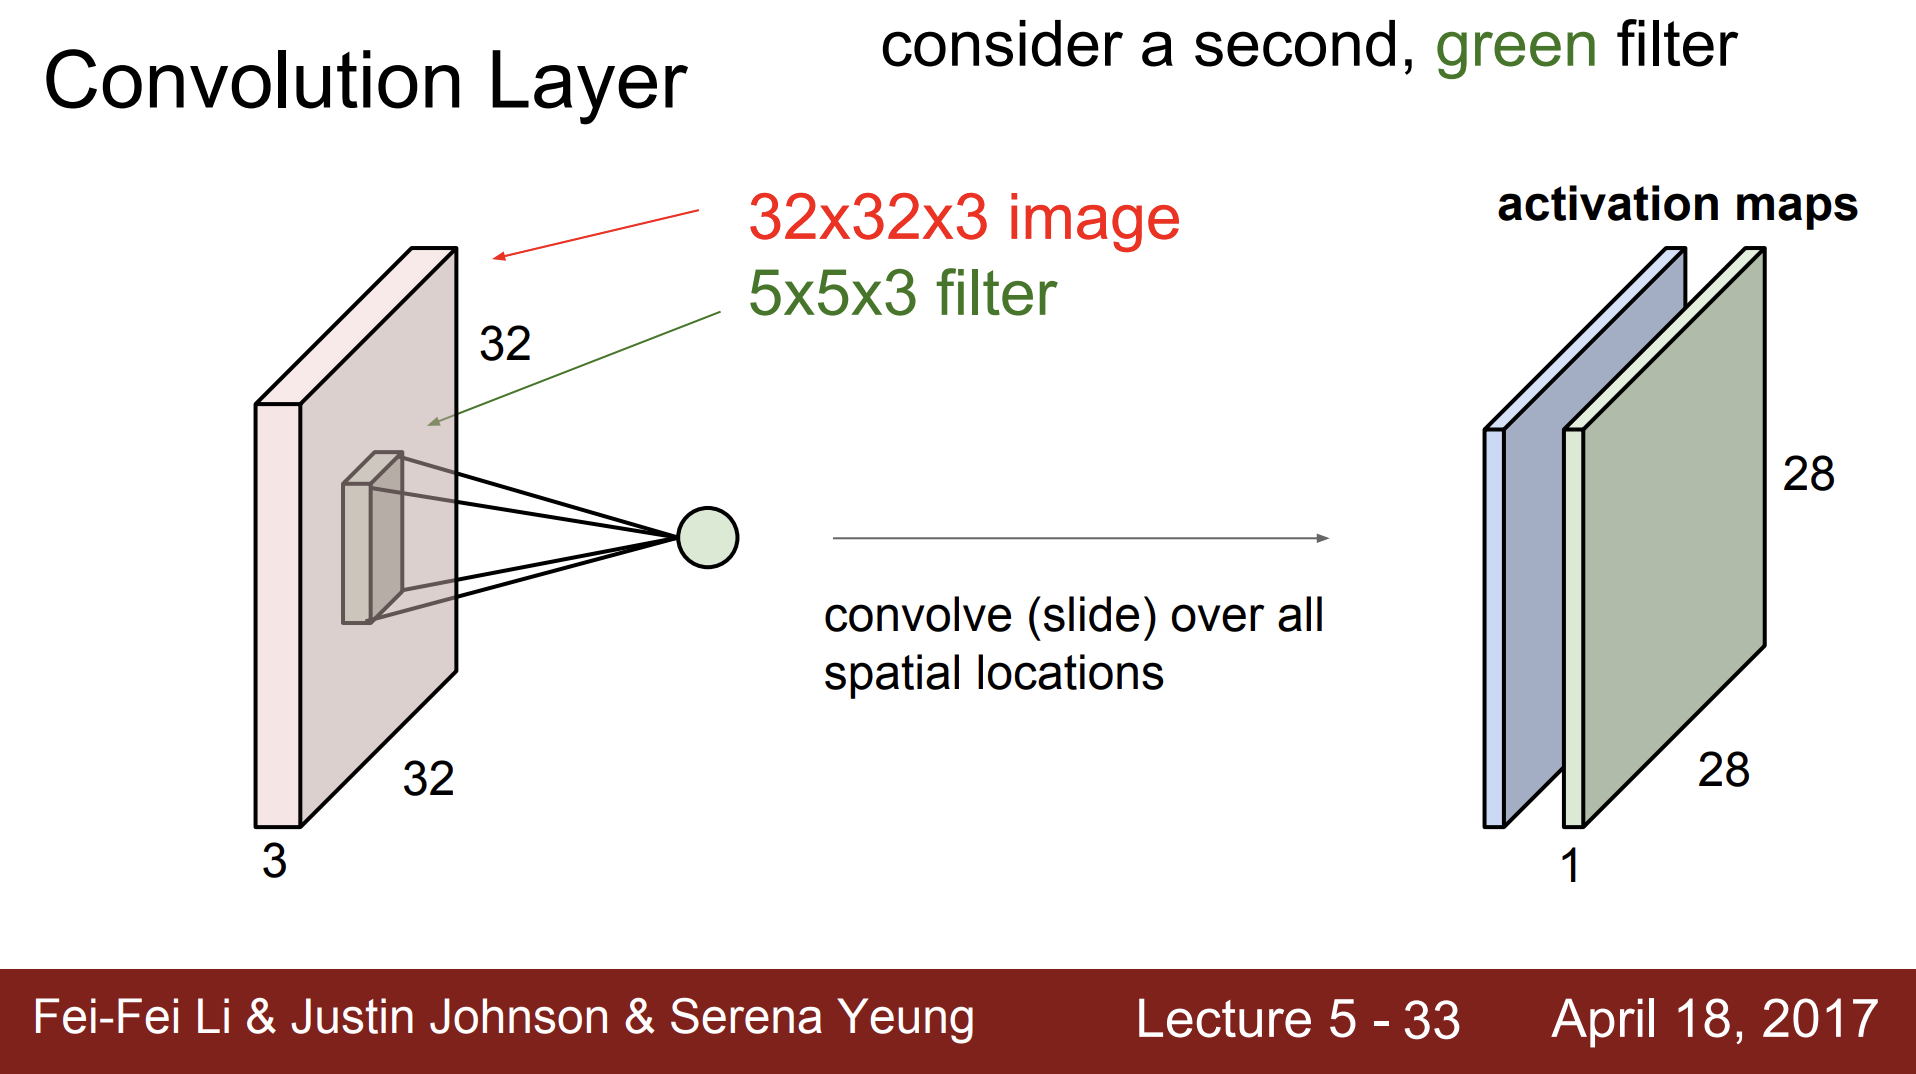 Convolution Layer
consider a second, green filter
32x32x3 image
5x5x3 filter
activation maps
32
32
3
convolve (slide) over all
spatial locations
28
28
1
Fei-Fei Li & Justin Johnson & Serena Yeung
Lecture 5 - 33
April 18, 2017